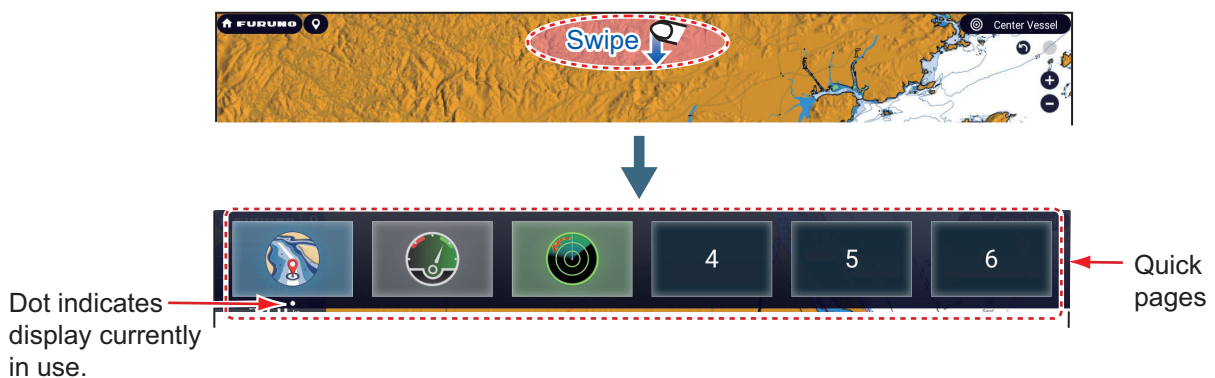 FURUNO
Center Vessel
Swipe
4
5
6
Quick
pages
Dot indicates
display currently
in use.